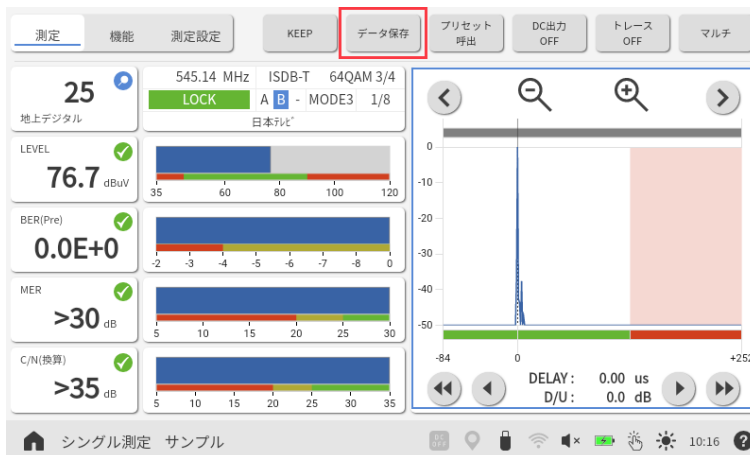 測定 機能 測定設定 KEEP データ保存 プリセット呼出 DC出力 OFF トレース OFF マルチ
25 地上デジタル
545.14 MHz ISDB-T 64QAM 3/4
LOCK A B - MODE3 1/8
日本ﾃﾚﾋﾞ
LEVEL
76.7 dBuV
35 60 80 100 120
BER(Pre)
0.0E+0
-2 -3 -4 -5 -6 -7 -8 0
MER
>30 dB
5 10 15 20 25 30
C/N(換算)
>35 dB
5 10 15 20 25 30 35
0
-10
-20
-30
-40
-50
-84 0 +252
DELAY: 0.00 us
D/U: 0.0 dB
シングル測定 サンプル DC OFF 10:16 ?